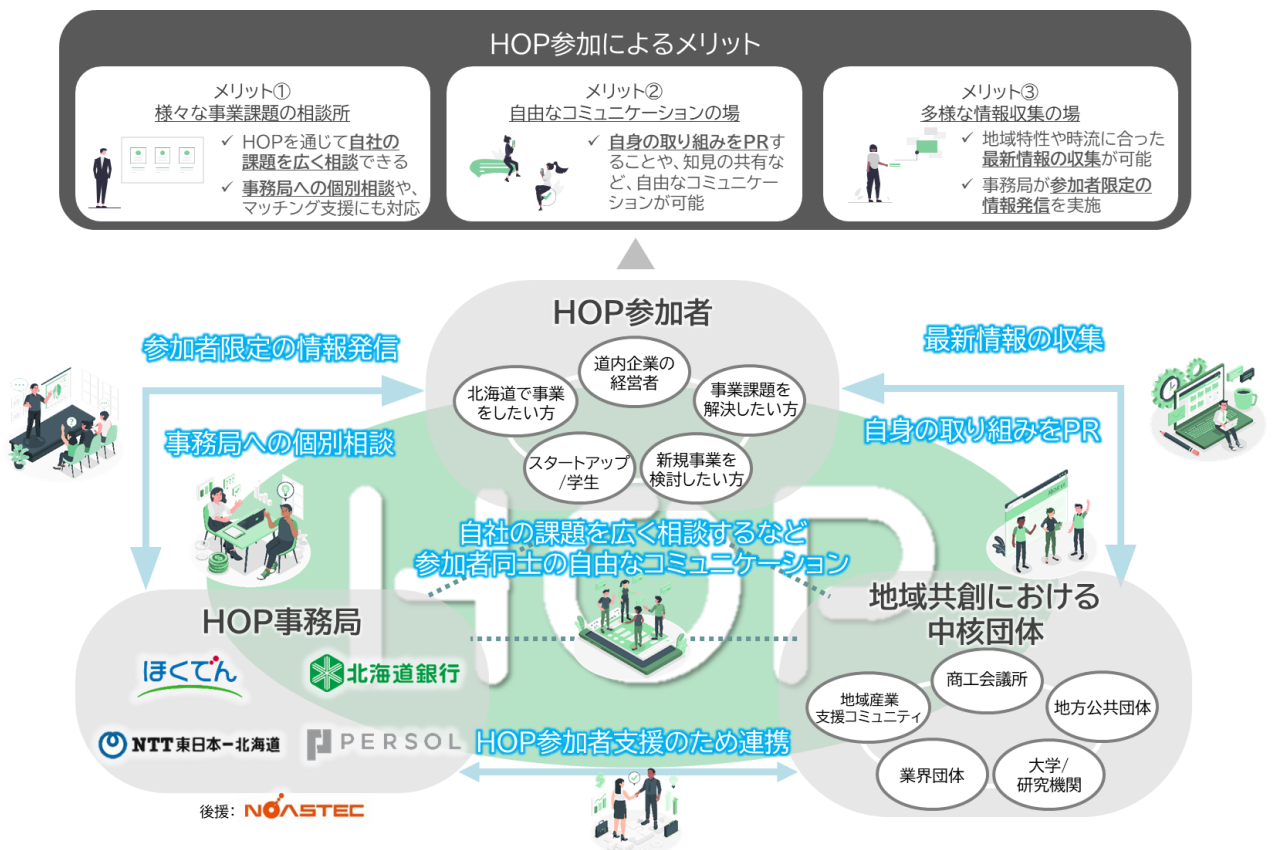 HOP参加によるメリット
メリット①
様々な事業課題の相談所
✓ HOPを通じて自社の
課題を広く相談できる
✓ 事務局への個別相談や、
マッチング支援にも対応
メリット②
自由なコミュニケーションの場
✓ 自身の取り組みをPRす
ることや、知見の共有な
ど、自由なコミュニケー
ションが可能
メリット③
多様な情報収集の場
✓ 地域特性や時流に合った
最新情報の収集が可能
✓ 事務局が参加者限定の
情報発信を実施
HOP参加者
道内企業の
経営者
北海道で事業
をしたい方
事業課題を
解決したい方
スタートアップ
/学生
新規事業を
検討したい方
参加者限定の情報発信
事務局への個別相談
最新情報の収集
自身の取り組みをPR
HOP
自社の課題を広く相談するなど
参加者同士の自由なコミュニケーション
HOP事務局
ほくでん
北海道銀行
NTT東日本-北海道
PERSOL
後援: NOASTEC
HOP参加者支援のため連携
地域共創における
中核団体
商工会議所
地域産業
支援コミュニティ
地方公共団体
業界団体
大学/
研究機関